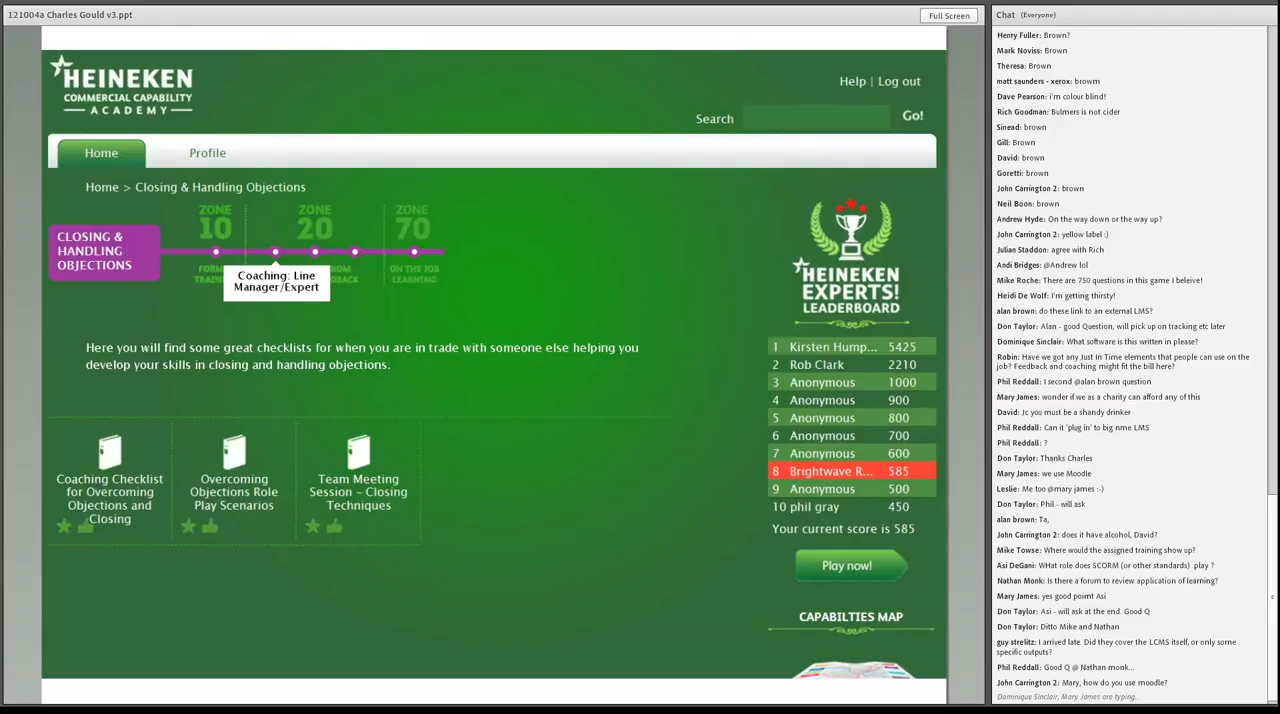 121004a Charles Gould v3.ppt
Full Screen
HEINEKEN
COMMERCIAL CAPABILITY
ACADEMY
Help | Log out
Search
Go!
Home
Profile
Home > Closing & Handling Objections
CLOSING &
HANDLING
OBJECTIONS
ZONE
10
ZONE
20
ZONE
70
ON THE JOB
LEARNING
Coaching: Line
Manager/Expert
Here you will find some great checklists for when you are in trade with someone else helping you
develop your skills in closing and handling objections.
Coaching Checklist
for Overcoming
Objections and
Closing
Overcoming
Objections Role
Play Scenarios
Team Meeting
Session – Closing
Techniques
HEINEKEN
EXPERTS!
LEADERBOARD
1 Kirsten Hump... 5425
2 Rob Clark 2210
3 Anonymous 1000
4 Anonymous 900
5 Anonymous 800
6 Anonymous 700
7 Anonymous 600
8 Brightwave R... 585
9 Anonymous 500
10 phil gray 450
Your current score is 585
Play now!
CAPABILTIES MAP
Chat (Everyone)
Henry Fuller: Brown?
Mark Noviss: Brown
Theresa: Brown
matt saunders - xerox: browm
Dave Pearson: i'm colour blind!
Rich Goodman: Bulmers is not cider
Sinead: brown
Gill: Brown
David: brown
Goretti: brown
John Carrington 2: brown
Neil Boon: brown
Andrew Hyde: On the way down or the way up?
John Carrington 2: yellow label :)
Julian Staddon: agree with Rich
Andi Bridges: @Andrew lol
Mike Roche: There are 750 questions in this game I beleive!
Heidi De Wolf: I'm getting thirsty!
alan brown: do these link to an external LMS?
Don Taylor: Alan - good Question, will pick up on tracking etc later
Dominique Sinclair: What software is this written in please?
Robin: Have we got any Just In Time elements that people can use on the
job? Feedback and coaching might fit the bill here?
Phil Reddall: I second @alan brown question
Mary James: wonder if we as a charity can afford any of this
David: Jc you must be a shandy drinker
Phil Reddall: Can it 'plug in' to big nme LMS
Phil Reddall: ?
Don Taylor: Thanks Charles
Mary James: we use Moodle
Leslie: Me too @mary james :-)
Don Taylor: Phil - will ask
alan brown: Ta,
John Carrington 2: does it have alcohol, David?
Mike Towse: Where would the assigned training show up?
Asi DeGani: WHat role does SCORM (or other standards) play ?
Nathan Monk: Is there a forum to review application of learning?
Mary James: yes good poimt Asi
Don Taylor: Asi - will ask at the end. Good Q
Don Taylor: Ditto Mike and Nathan
guy strelitz: I arrived late. Did they cover the LCMS itself, or only some
specific outputs?
Phil Reddall: Good Q @ Nathan monk...
John Carrington 2: Mary, how do you use moodle?
Dominique Sinclair, Mary James are typing...